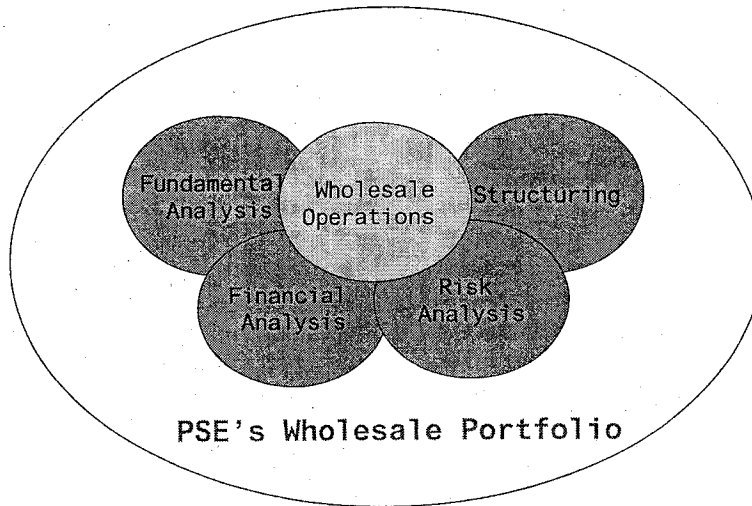 Fundamental
Analysis
Wholesale
Operations
Structuring
Financial
Analysis
Risk
Analysis
PSE's Wholesale Portfolio